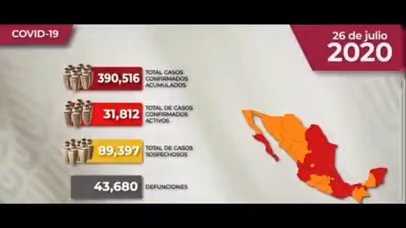 COVID-19
26 de julio
2020
390,516
TOTAL CASOS
CONFIRMADOS
ACUMULADOS
31,812
TOTAL DE CASOS
CONFIRMADOS
ACTIVOS
89,397
TOTAL DE CASOS
SOSPECHOSOS
43,680
DEFUNCIONES